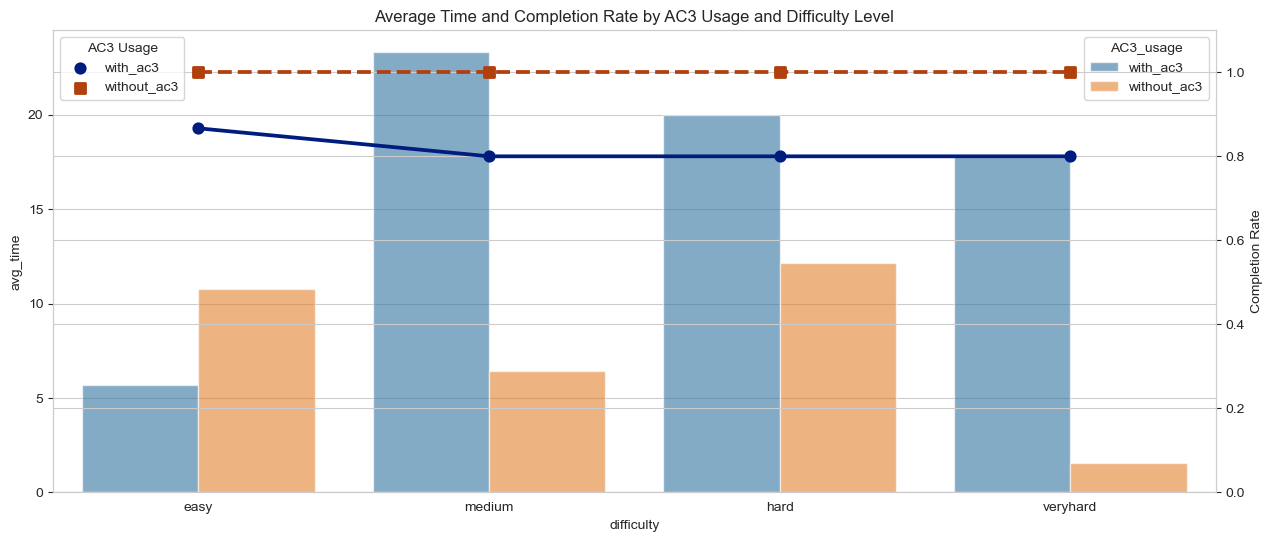 Average Time and Completion Rate by AC3 Usage and Difficulty Level
AC3 Usage
with_ac3
without_ac3
AC3_usage
with_ac3
without_ac3
avg_time
20
15
10
5
0
1.0
0.8
0.6
0.4
0.2
0.0
Completion Rate
easy
medium
hard
veryhard
difficulty